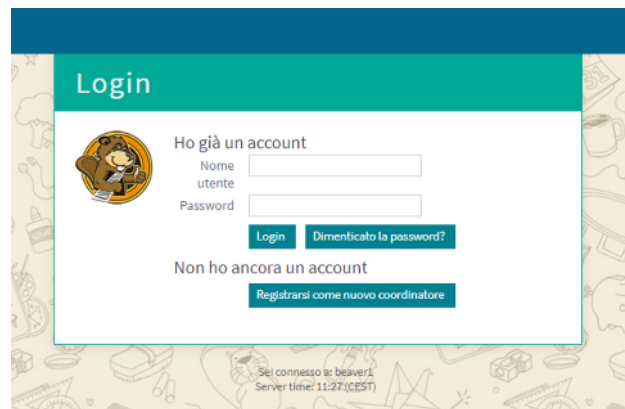 Login
Ho già un account
Nome
utente
Password
Login Dimenticato la password?
Non ho ancora un account
Registrarsi come nuovo coordinatore
Sei connesso a: beaver1
Server time: 11:27 (CEST)